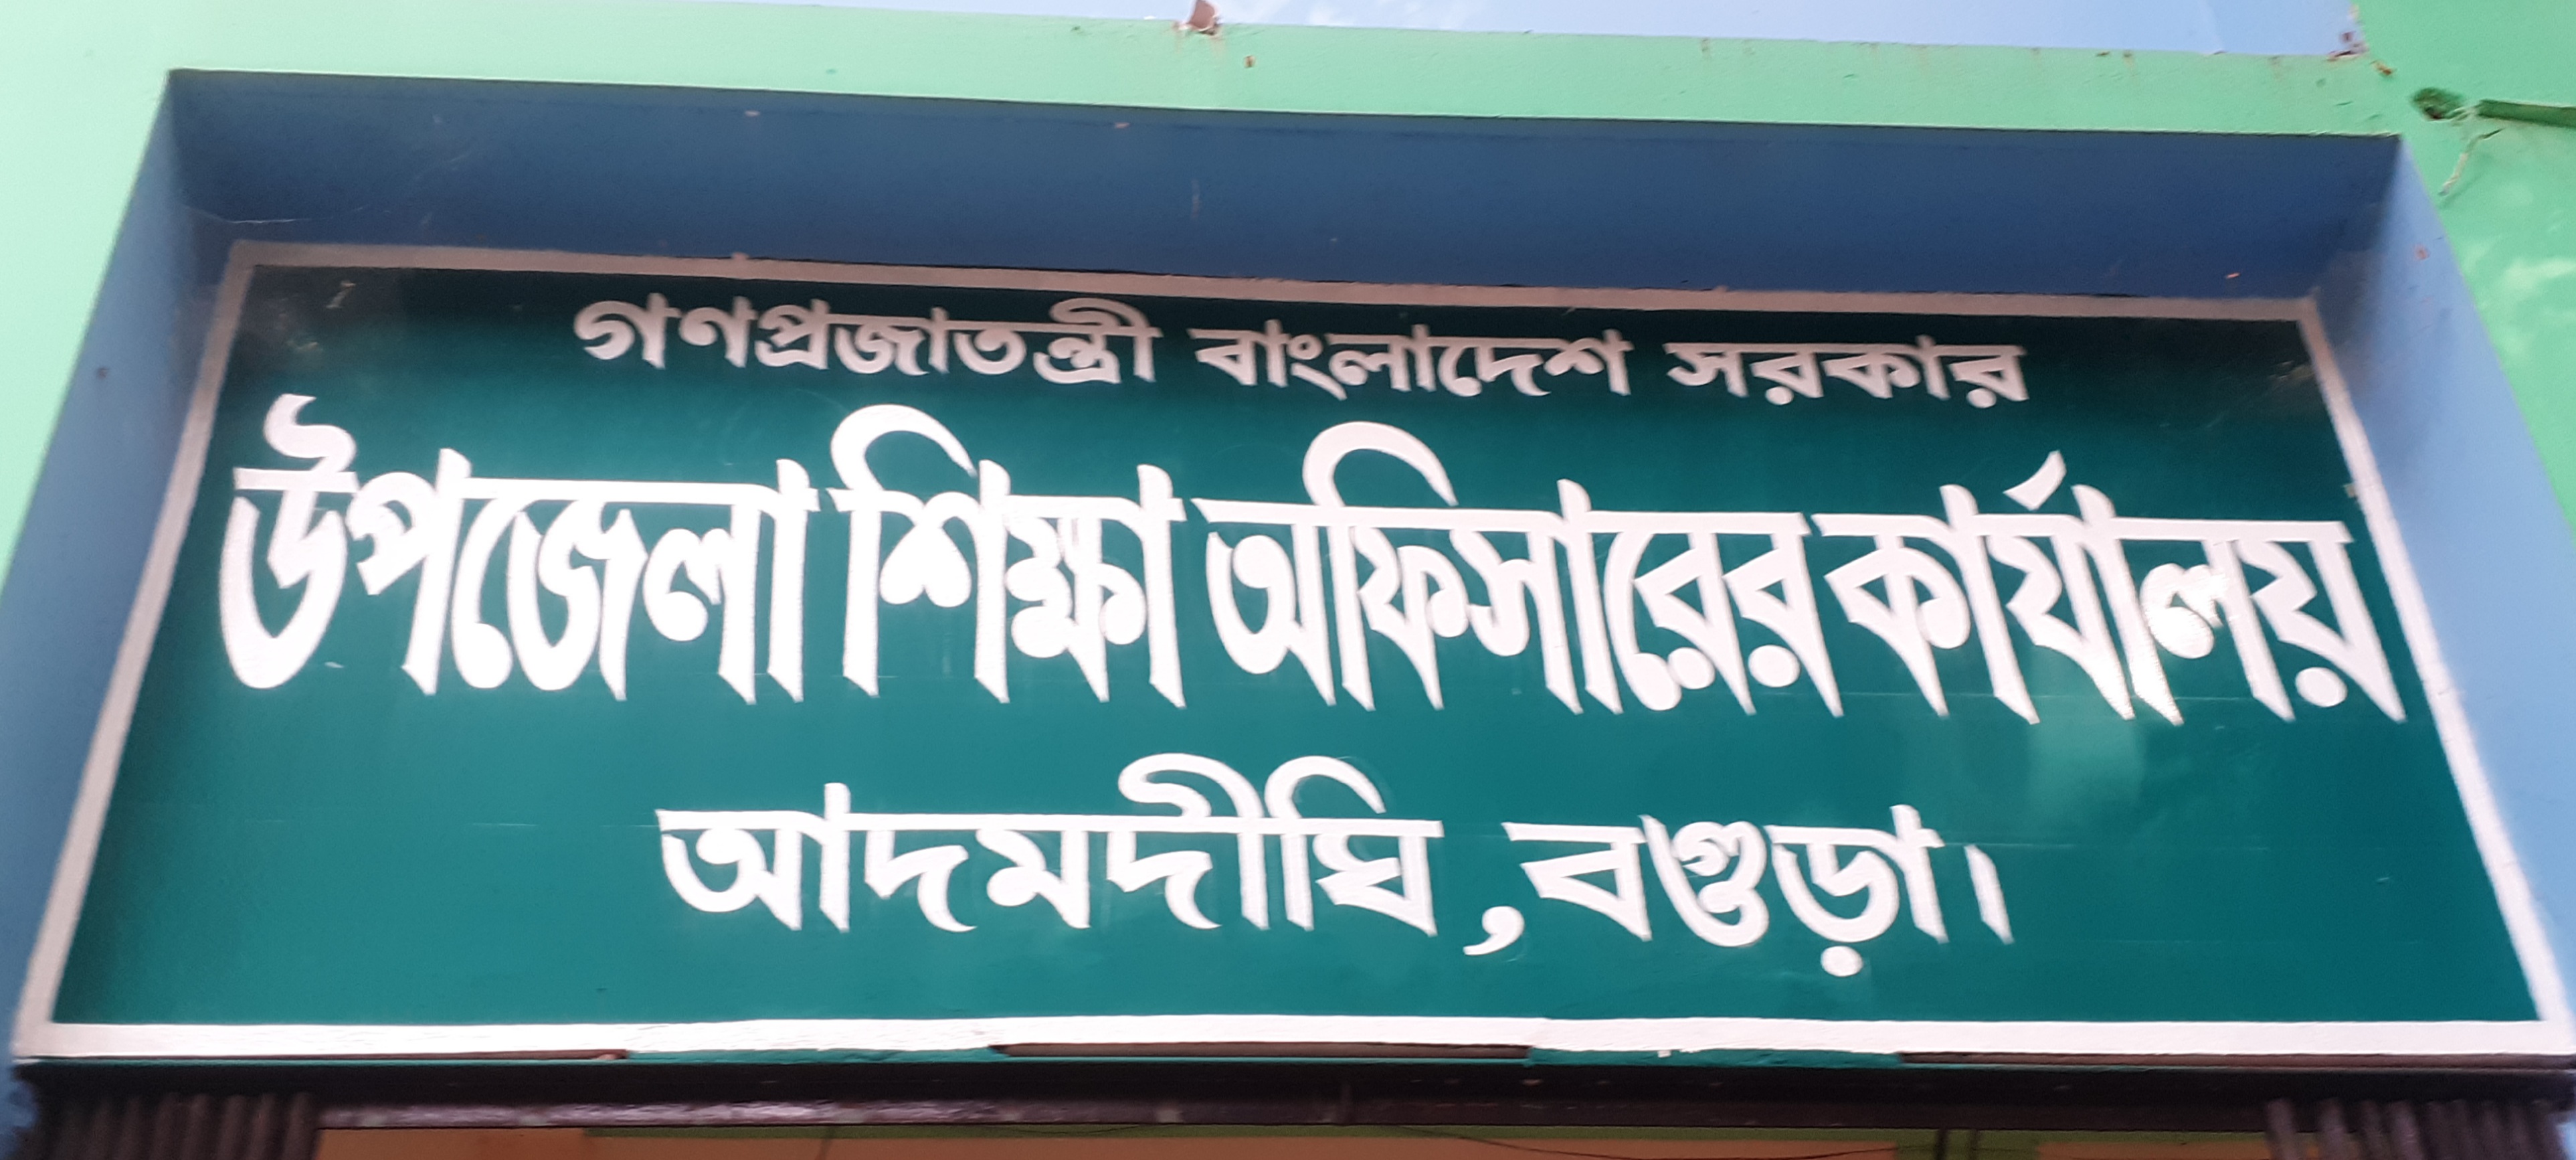 গণপ্রজাতন্ত্রী বাংলাদেশ সরকার
উপজেলা শিক্ষা অফিসারের কার্যালয়
আদমদীঘি, বগুড়া।